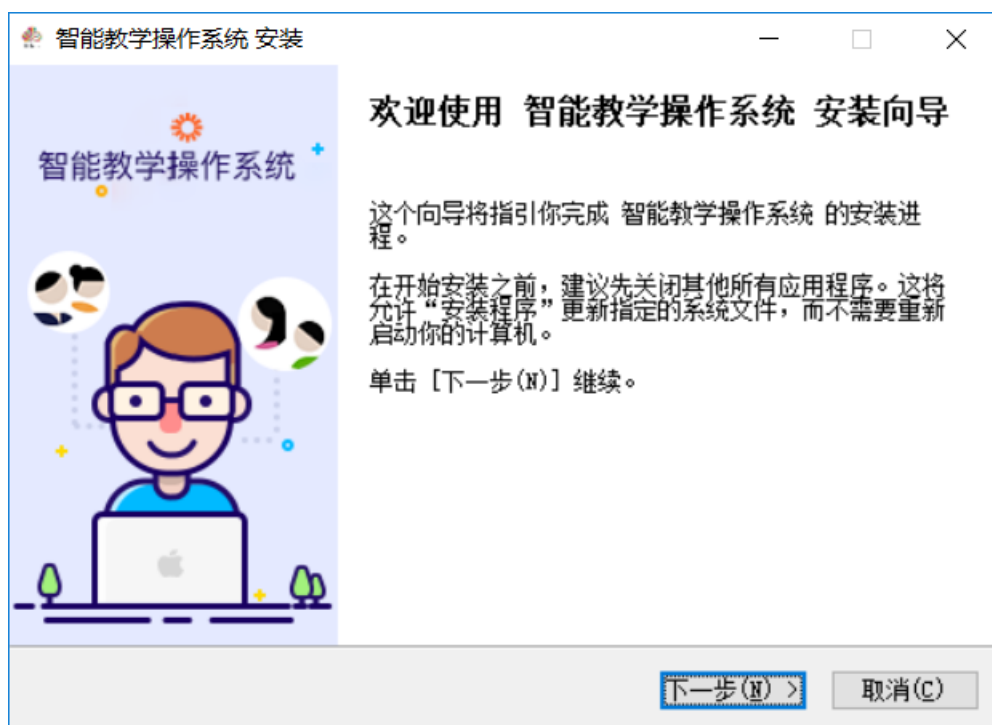 智能教学操作系统 安装
智能教学操作系统
欢迎使用 智能教学操作系统 安装向导
这个向导将指引你完成 智能教学操作系统 的安装进
程。
在开始安装之前，建议先关闭其他所有应用程序。这将
允许“安装程序”更新指定的系统文件，而不需要重新
启动你的计算机。
单击 [下一步(N)] 继续。
下一步(N) >
取消(C)